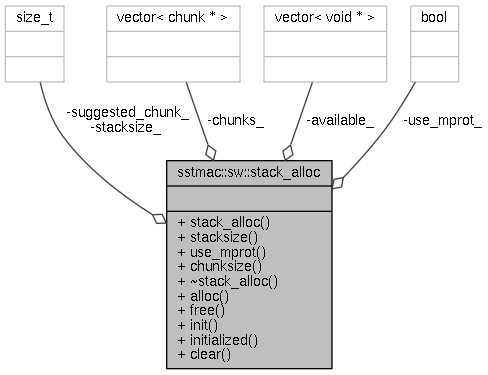 size_t
vector< chunk * >
vector< void * >
bool
-suggested_chunk_
-stacksize_
-chunks_
-available_
-use_mprot_
sstmac::sw::stack_alloc
+ stack_alloc()
+ stacksize()
+ use_mprot()
+ chunksize()
+ ~stack_alloc()
+ alloc()
+ free()
+ init()
+ initialized()
+ clear()